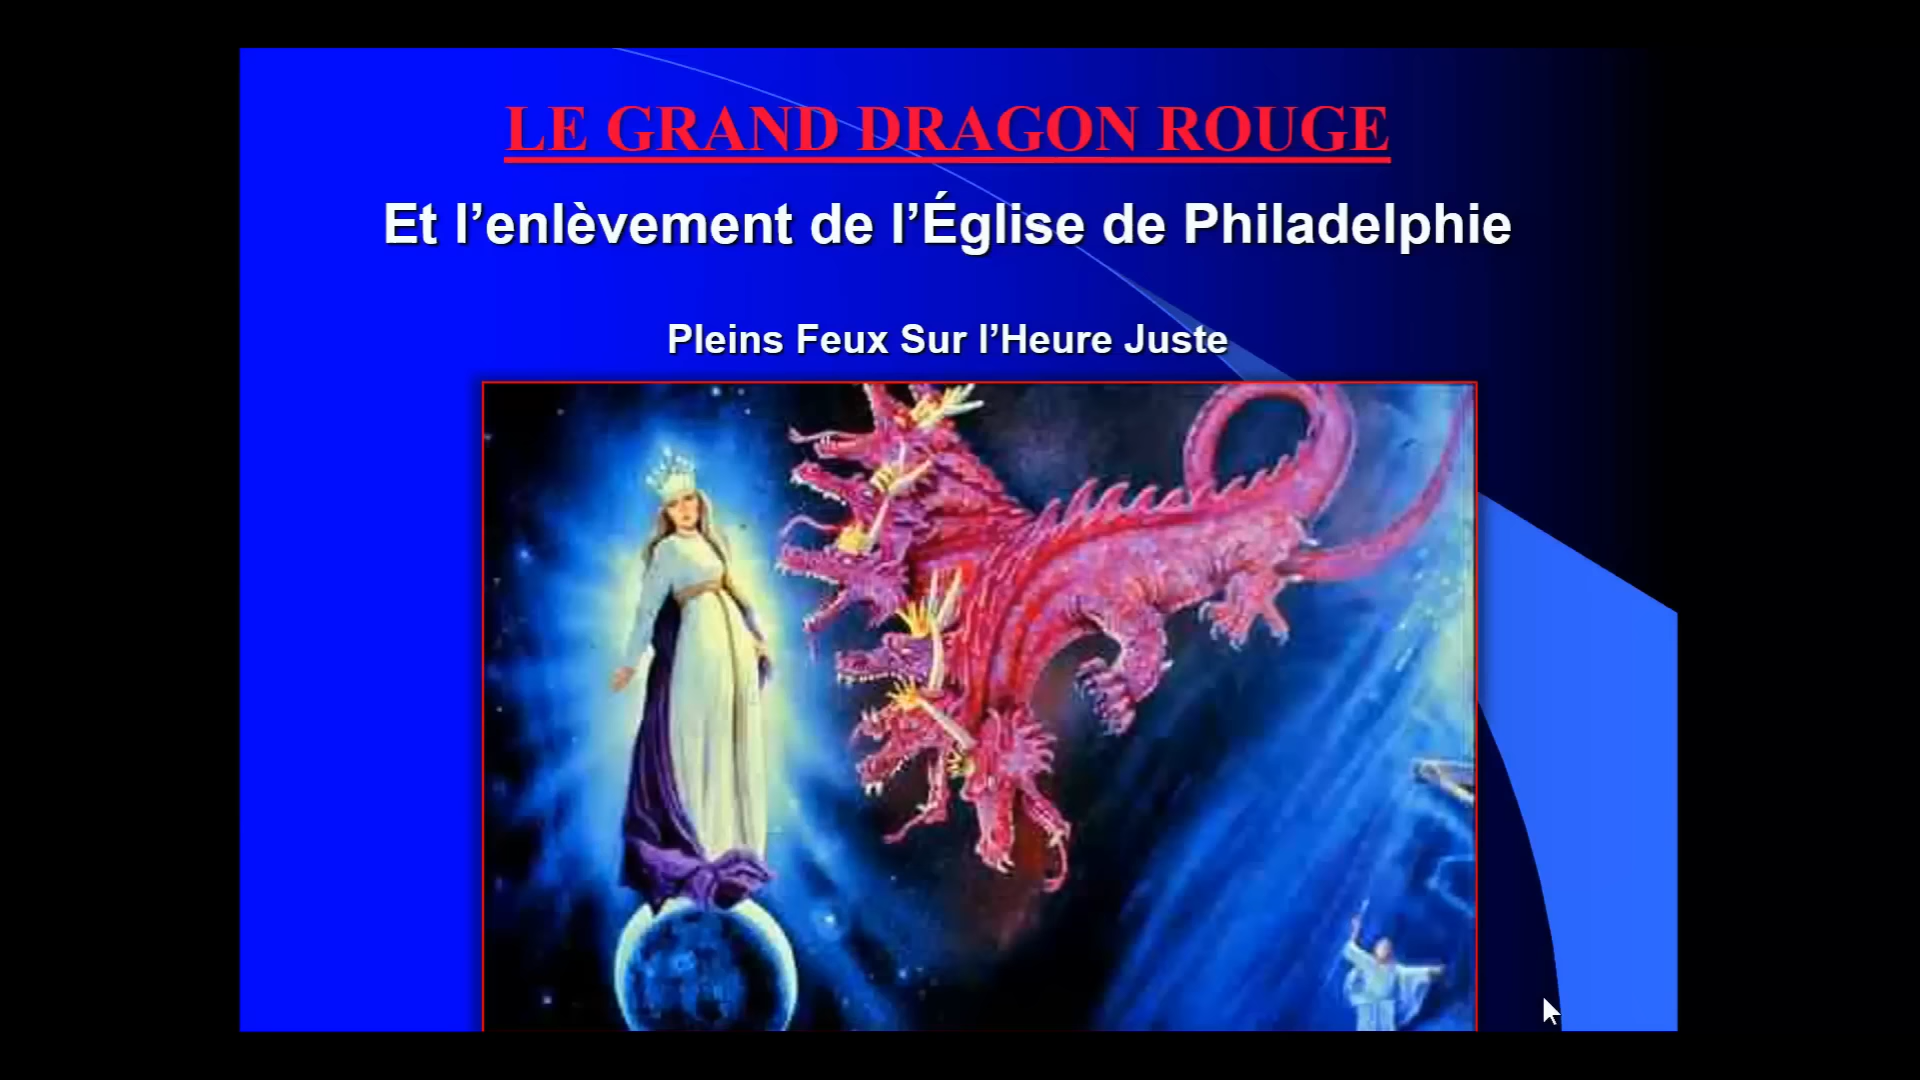 LE GRAND DRAGON ROUGE
Et l’enlèvement de l’Église de Philadelphie
Pleins Feux Sur l’Heure Juste